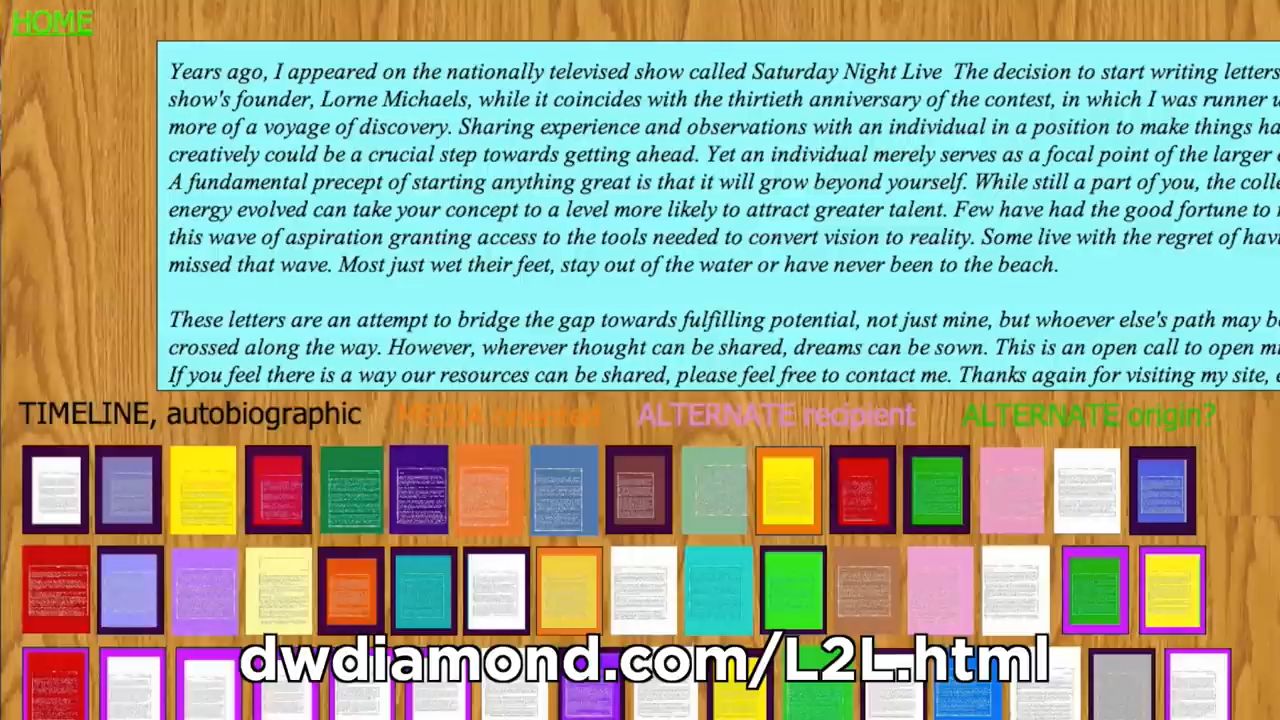 HOME
Years ago, I appeared on the nationally televised show called Saturday Night Live The decision to start writing letters
show's founder, Lorne Michaels, while it coincides with the thirtieth anniversary of the contest, in which I was runner
more of a voyage of discovery. Sharing experience and observations with an individual in a position to make things
creatively could be a crucial step towards getting ahead. Yet an individual merely serves as a focal point of the larger
A fundamental precept of starting anything great is that it will grow beyond yourself. While still a part of you, the
energy evolved can take your concept to a level more likely to attract greater talent. Few have had the good fortune to
this wave of aspiration granting access to the tools needed to convert vision to reality. Some live with the regret of
missed that wave. Most just wet their feet, stay out of the water or have never been to the beach.
These letters are an attempt to bridge the gap towards fulfilling potential, not just mine, but whoever else's path may
crossed along the way. However, wherever thought can be shared, dreams can be sown. This is an open call to open
If you feel there is a way our resources can be shared, please feel free to contact me. Thanks again for visiting my site,
TIMELINE, autobiographic MEDIA oriented ALTERNATE recipient ALTERNATE origin?
dwdiamond.com/L2L.html